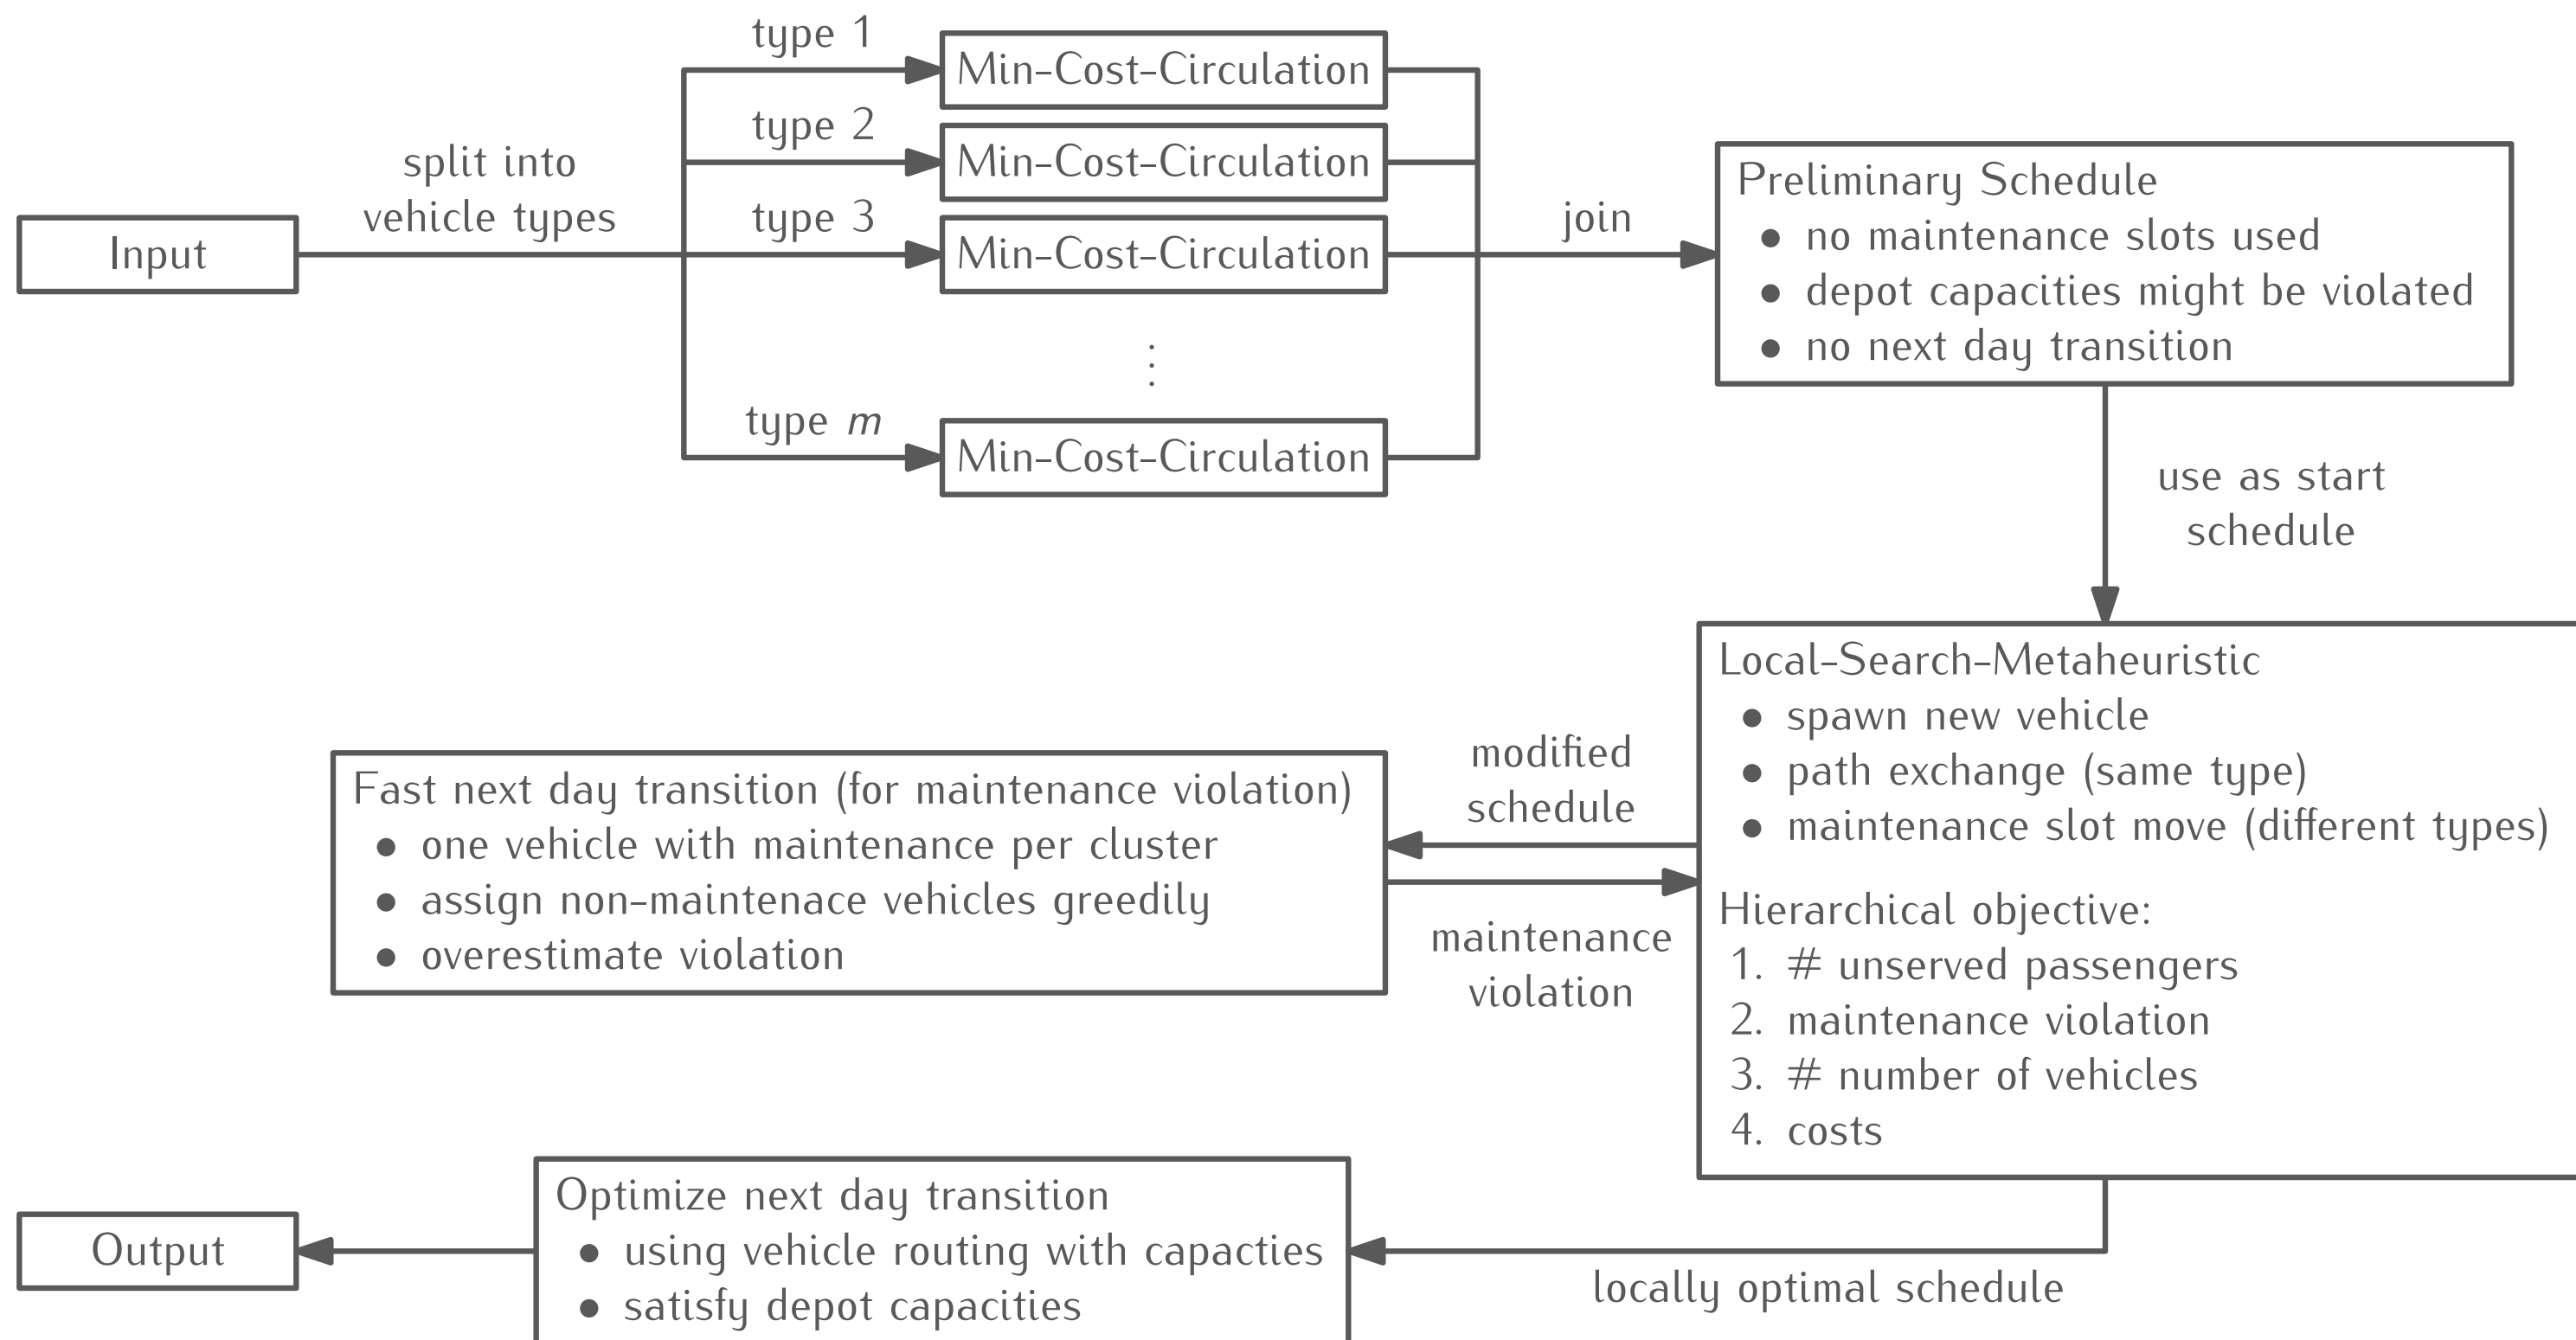 type 1
Min-Cost-Circulation
type 2
Min-Cost-Circulation
split into
vehicle types
type 3
Min-Cost-Circulation
Input
join
⋮
type m
Min-Cost-Circulation
Preliminary Schedule
• no maintenance slots used
• depot capacities might be violated
• no next day transition
use as start
schedule
Local-Search-Metaheuristic
• spawn new vehicle
• path exchange (same type)
• maintenance slot move (different types)
Hierarchical objective:
1. # unserved passengers
2. maintenance violation
3. # number of vehicles
4. costs
modified
schedule
maintenance
violation
Fast next day transition (for maintenance violation)
• one vehicle with maintenance per cluster
• assign non-maintenace vehicles greedily
• overestimate violation
locally optimal schedule
Optimize next day transition
• using vehicle routing with capacties
• satisfy depot capacities
Output